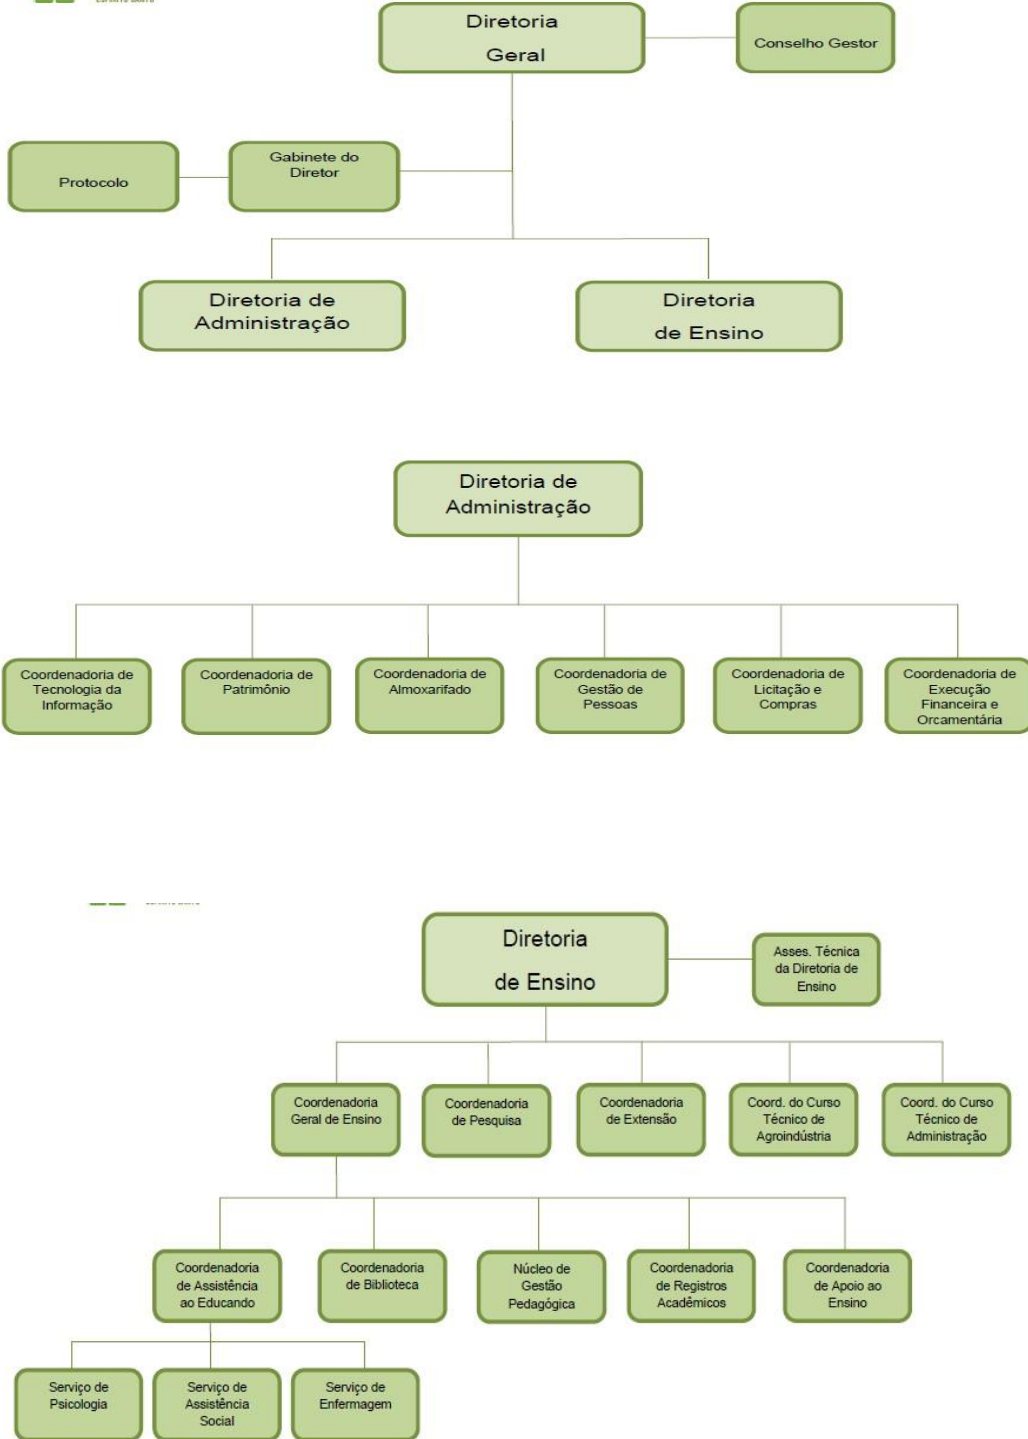 Diretoria
Geral
Conselho Gestor
Protocolo
Gabinete do
Diretor
Diretoria de
Administração
Diretoria
de Ensino
Diretoria de
Administração
Coordenadoria de
Tecnologia da
Informação
Coordenadoria de
Patrimônio
Coordenadoria de
Almoxarifado
Coordenadoria de
Gestão de
Pessoas
Coordenadoria de
Licitação e
Compras
Coordenadoria de
Execução
Financeira e
Orcamentária
Diretoria
de Ensino
Asses. Técnica
da Diretoria de
Ensino
Coordenadoria
Geral de Ensino
Coordenadoria
de Pesquisa
Coordenadoria
de Extensão
Coord. do Curso
Técnico de
Agroindústria
Coord. do Curso
Técnico de
Administração
Coordenadoria
de Assistência
ao Educando
Coordenadoria
de Biblioteca
Núcleo de
Gestão
Pedagógica
Coordenadoria
de Registros
Acadêmicos
Coordenadoria
de Apoio ao
Ensino
Serviço de
Psicologia
Serviço de
Assistência
Social
Serviço de
Enfermagem